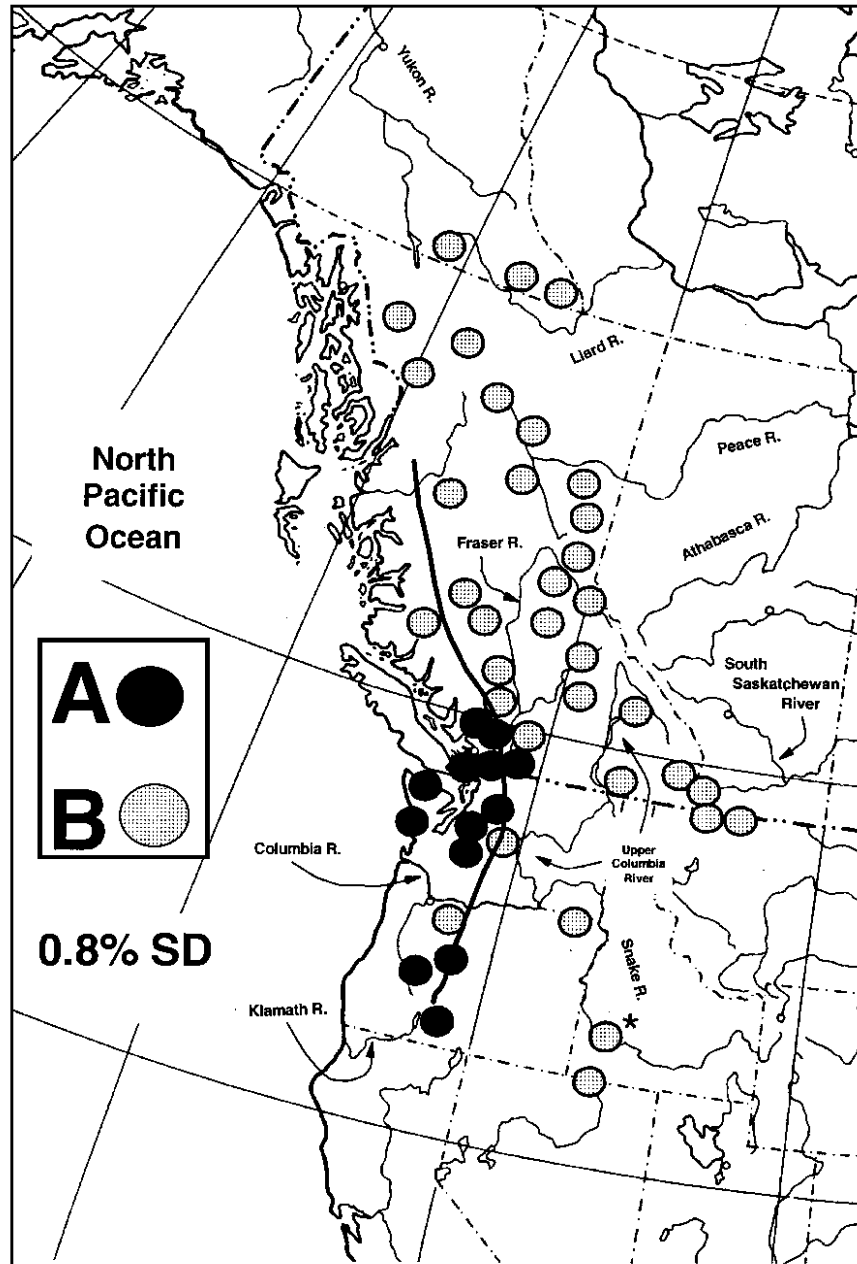 Yukon R.
Liard R.
North
Pacific
Ocean
Peace R.
Fraser R.
Athabasca R.
South
Saskatchewan
River
A
B
Columbia R.
Upper
Columbia
River
0.8% SD
Snake R.
*
Klamath R.